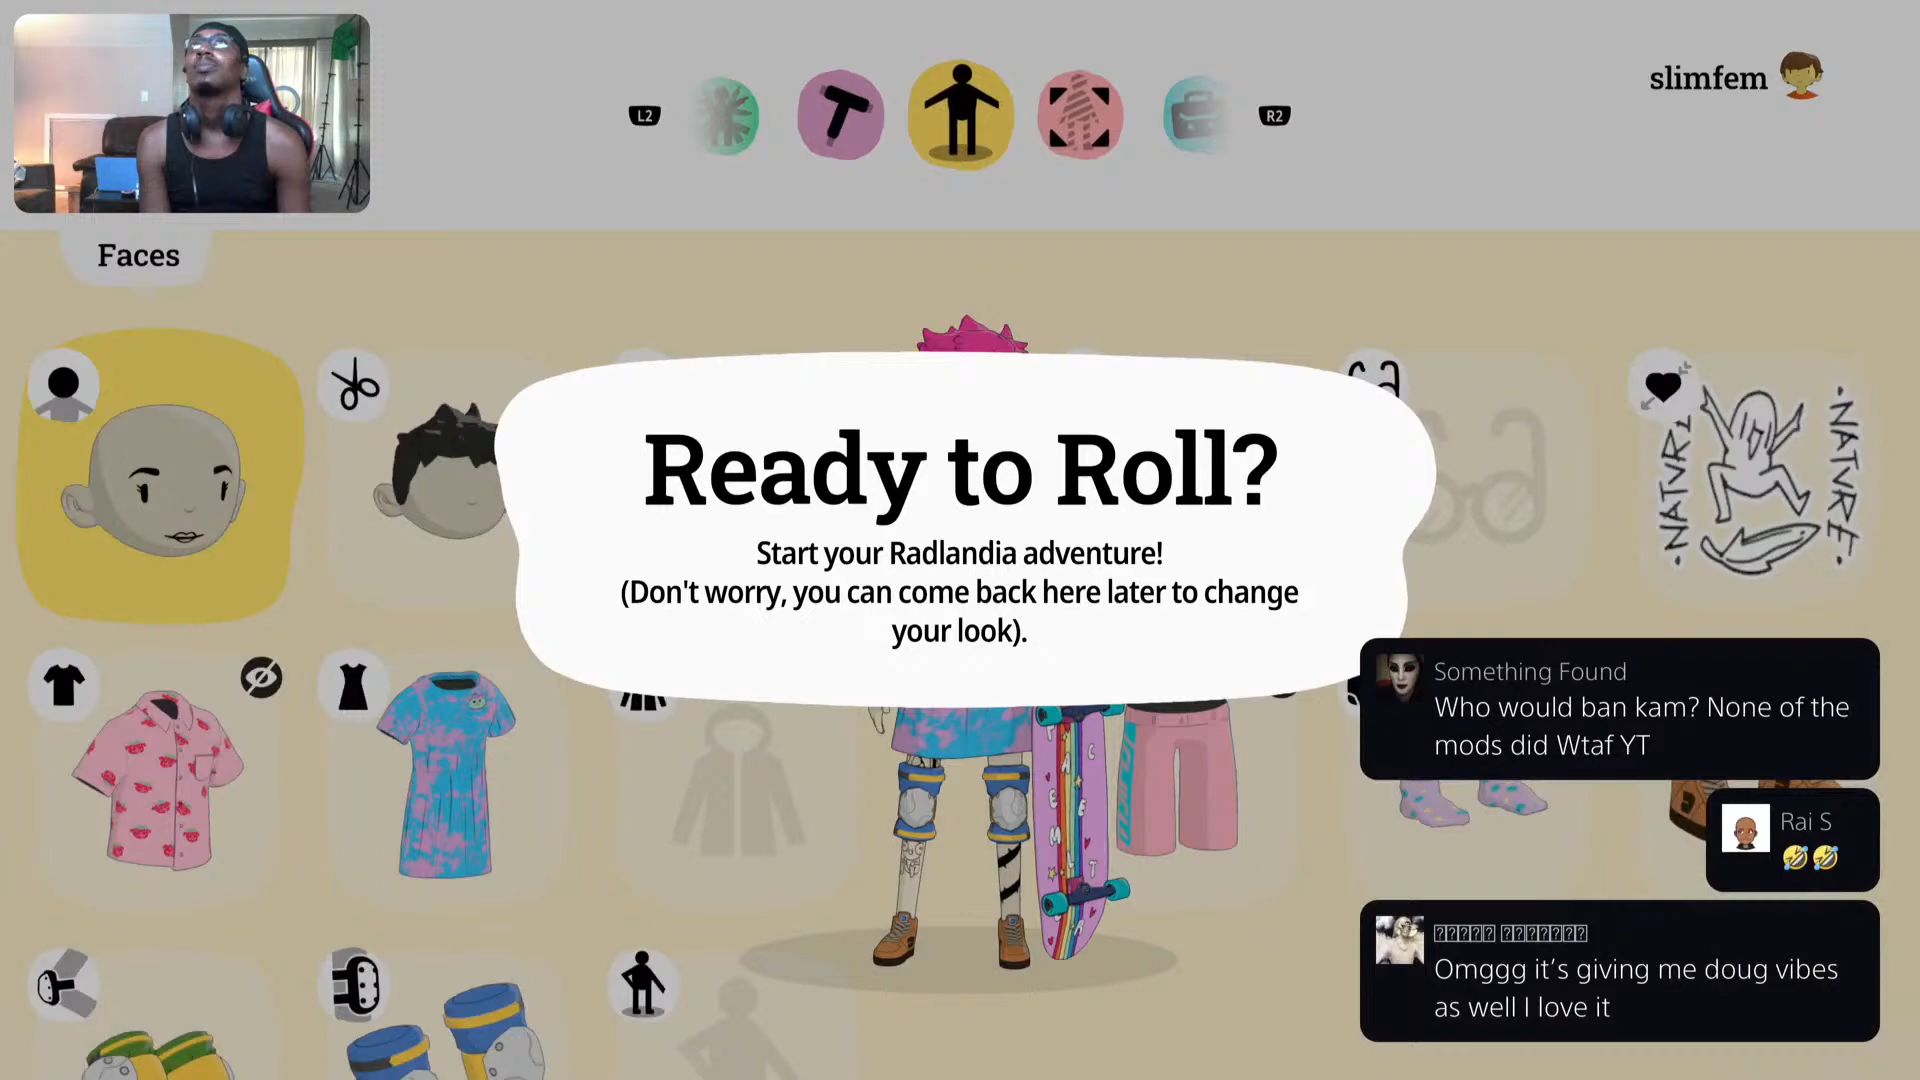 L2
R2
slimfem
Faces
Ready to Roll?
Start your Radlandia adventure!
(Don't worry, you can come back here later to change
your look).
NATVRE
Something Found
Who would ban kam? None of the
mods did Wtaf YT
Rai S
🤣🤣
Omggg it’s giving me doug vibes
as well I love it